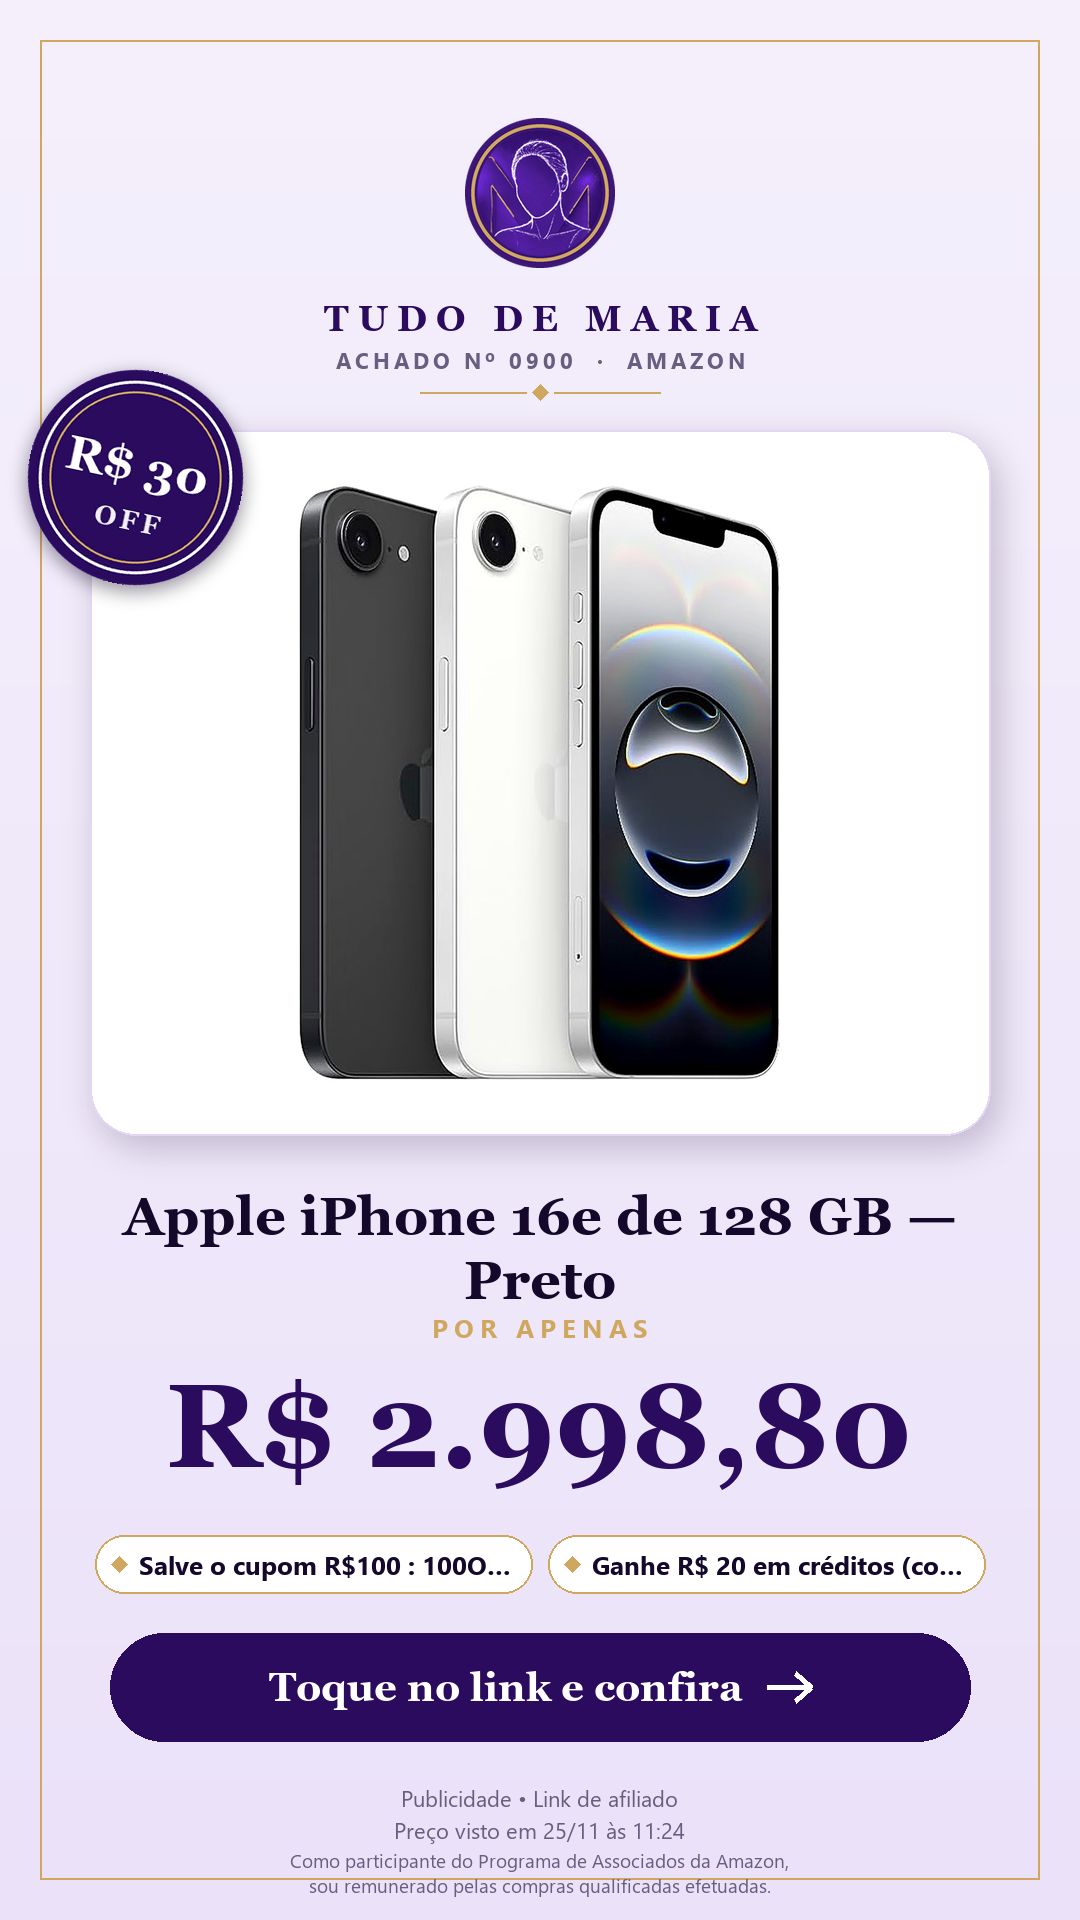 TUDO DE MARIA
ACHADO Nº 0900 · AMAZON
R$ 30
OFF
Apple iPhone 16e de 128 GB —
Preto
POR APENAS
R$ 2.998,80
Salve o cupom R$100 : 100O...
Ganhe R$ 20 em créditos (co...
Toque no link e confira →
Publicidade • Link de afiliado
Preço visto em 25/11 às 11:24
Como participante do Programa de Associados da Amazon,
sou remunerado pelas compras qualificadas efetuadas.